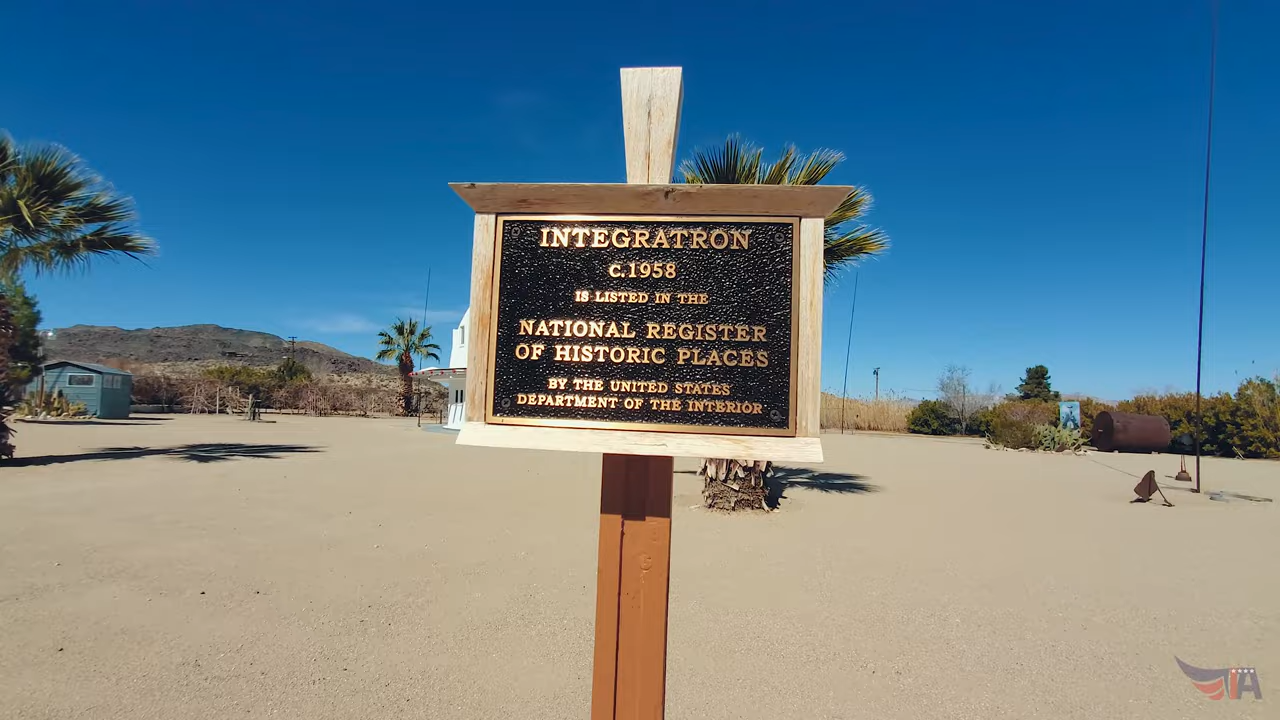 INTEGRATRON
C.1958
IS LISTED IN THE
NATIONAL REGISTER
OF HISTORIC PLACES
BY THE UNITED STATES
DEPARTMENT OF THE INTERIOR
IA